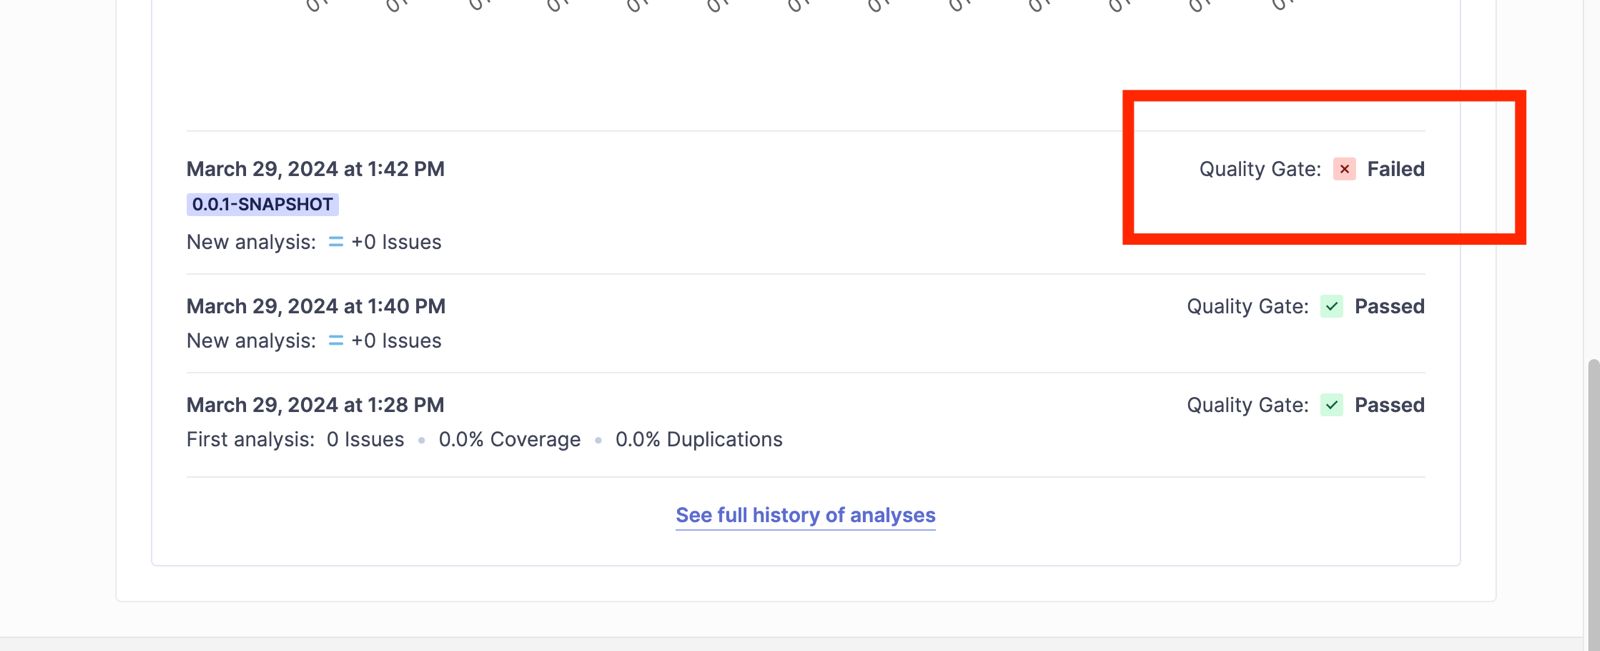 March 29, 2024 at 1:42 PM Quality Gate: Failed
0.0.1-SNAPSHOT
New analysis: = +0 Issues
March 29, 2024 at 1:40 PM Quality Gate: Passed
New analysis: = +0 Issues
March 29, 2024 at 1:28 PM Quality Gate: Passed
First analysis: 0 Issues • 0.0% Coverage • 0.0% Duplications
See full history of analyses